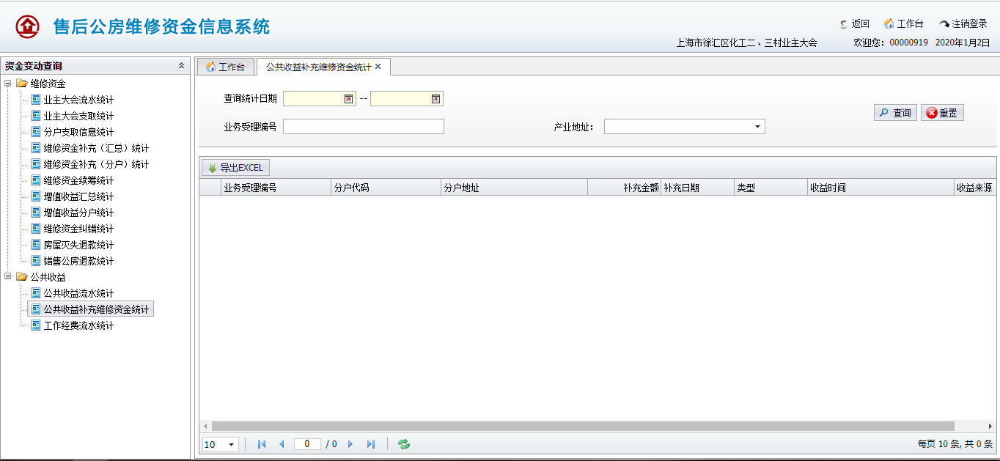 售后公房维修资金信息系统
返回 工作台 注销登录
上海市徐汇区化工二、三村业主大会 欢迎您：00000919 2020年1月2日
资金变动查询
维修资金
业主大会流水统计
业主大会支取统计
分户支取信息统计
维修资金补充（汇总）统计
维修资金补充（分户）统计
维修资金续筹统计
增值收益汇总统计
增值收益分户统计
维修资金纠错统计
房屋灭失退款统计
错售公房退款统计
公共收益
公共收益流水统计
公共收益补充维修资金统计
工作经费流水统计
工作台 公共收益补充维修资金统计 ×
查询统计日期 --
业务受理编号 产业地址：
查询 重置
导出EXCEL
业务受理编号 分户代码 分户地址 补充金额 补充日期 类型 收益时间 收益来源
10 0 / 0 每页 10 条, 共 0 条